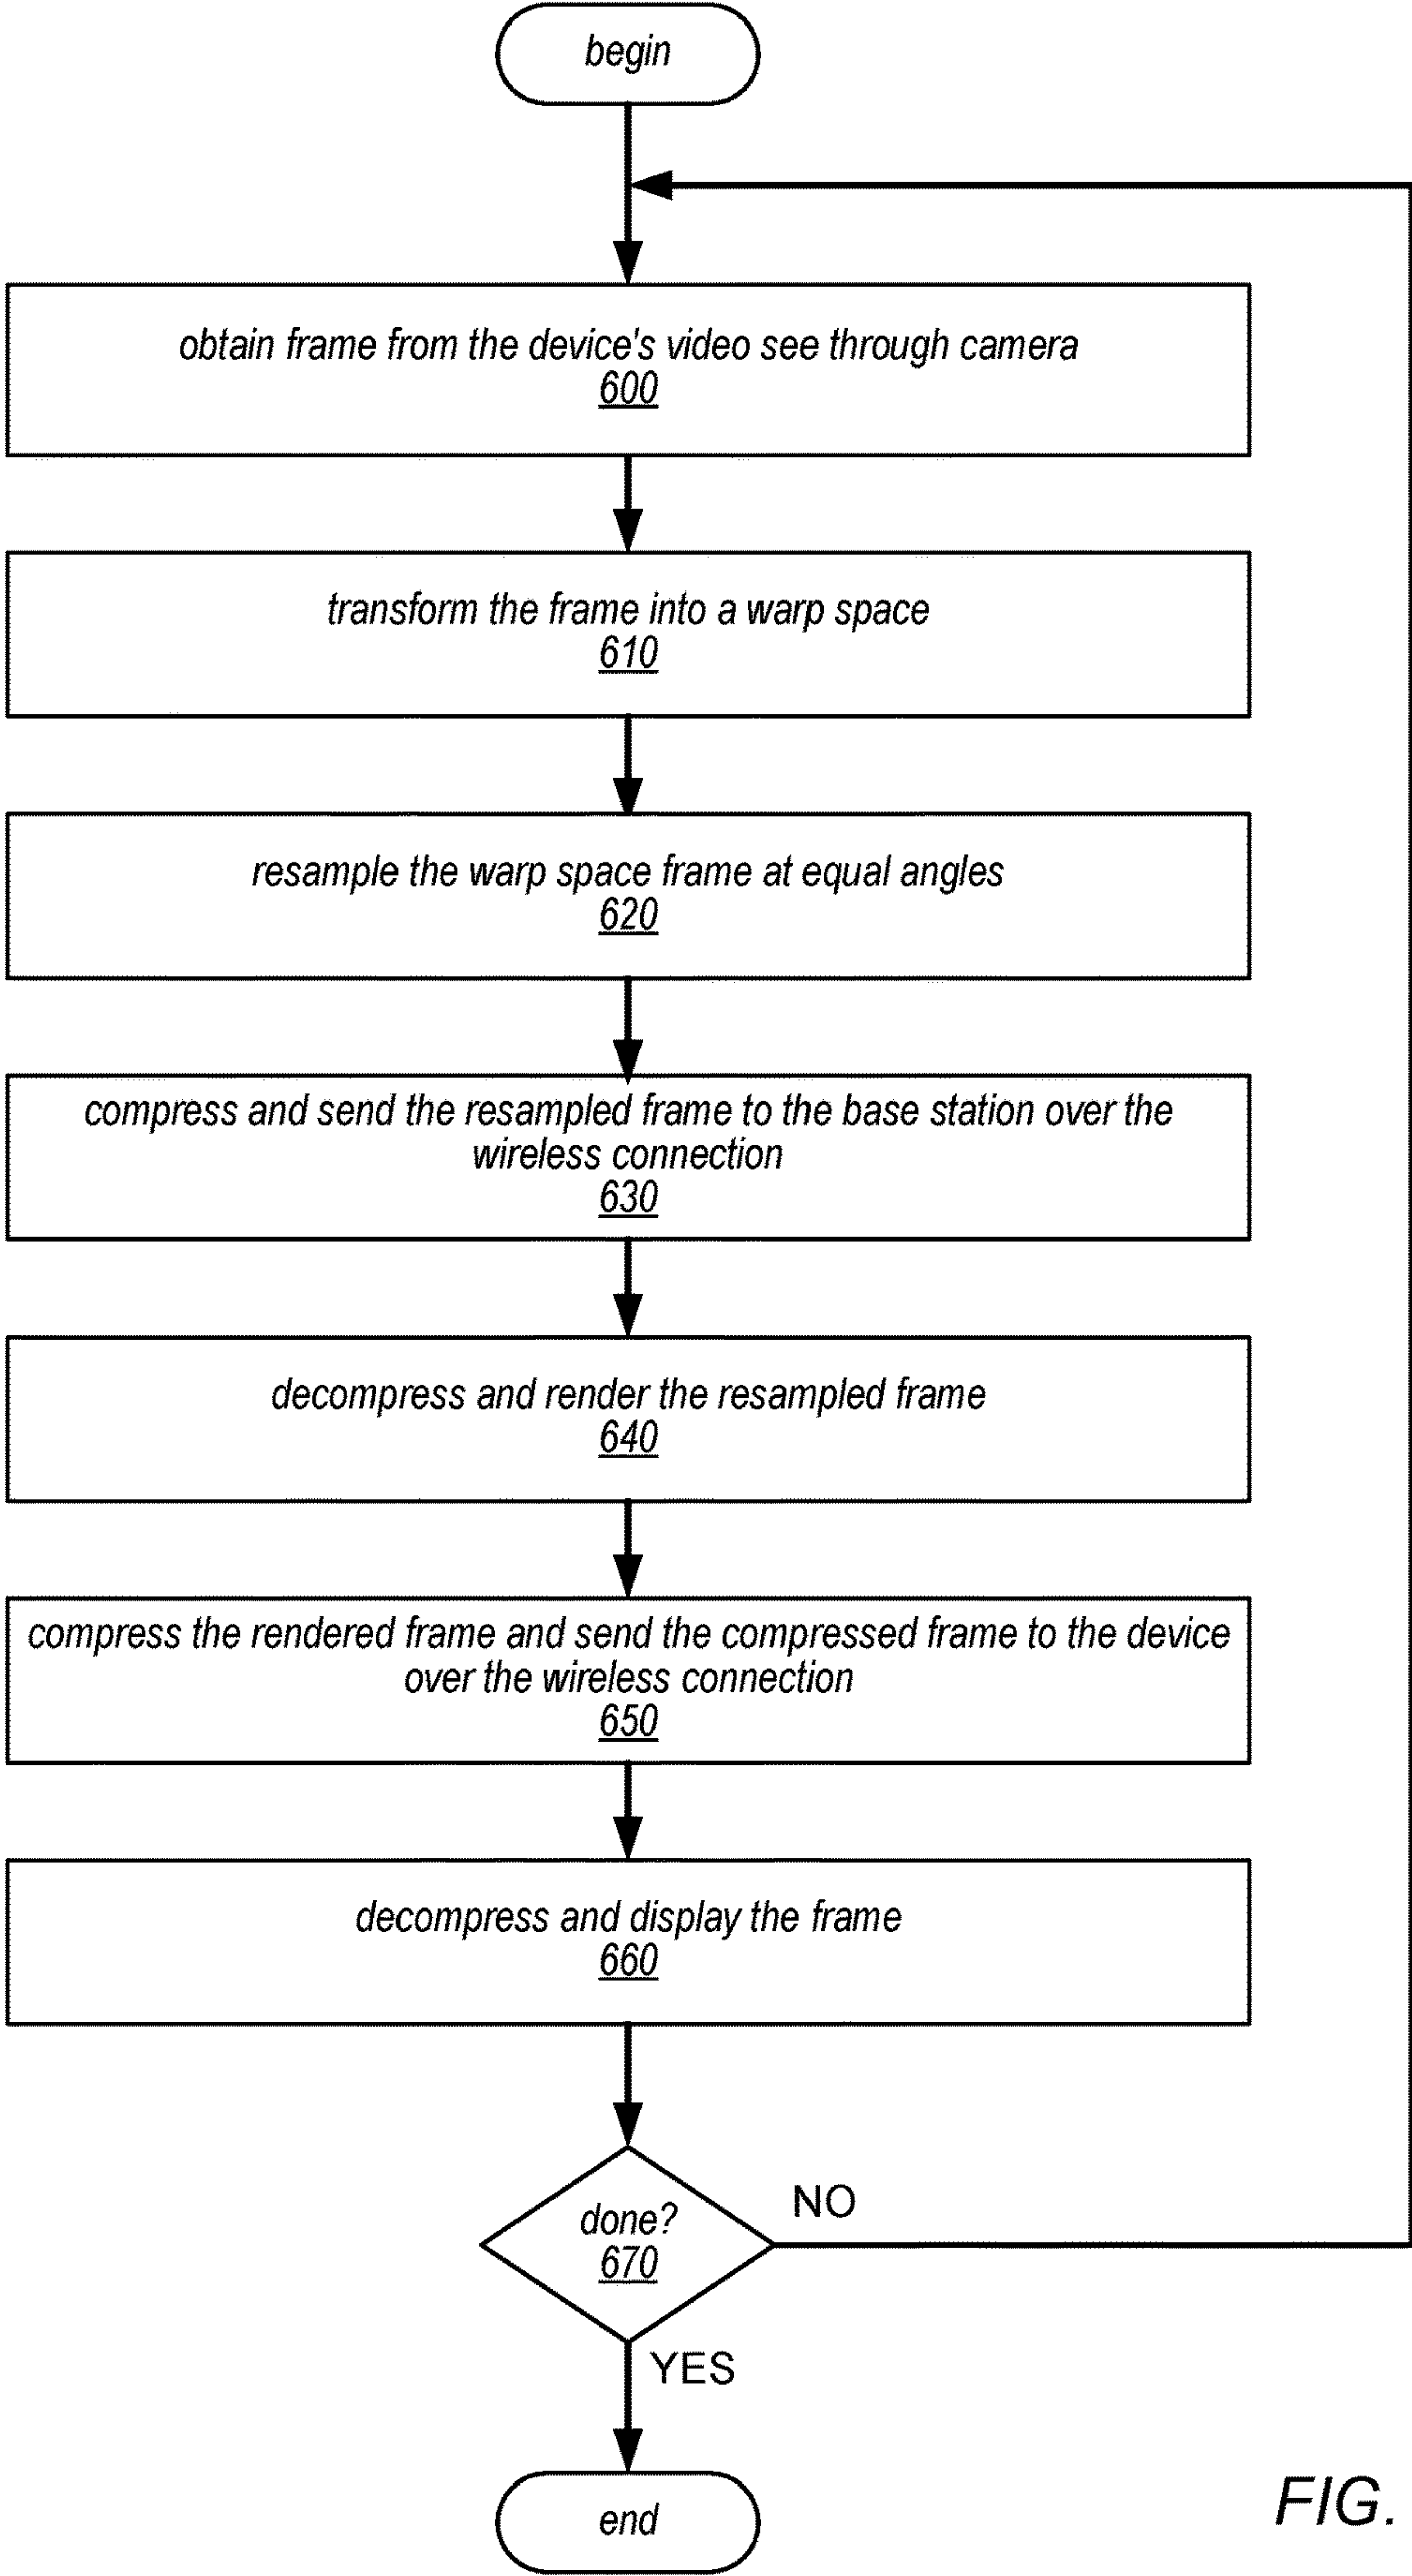 begin
obtain frame from the device's video see through camera
600
transform the frame into a warp space
610
resample the warp space frame at equal angles
620
compress and send the resampled frame to the base station over the
wireless connection
630
decompress and render the resampled frame
640
compress the rendered frame and send the compressed frame to the device
over the wireless connection
650
decompress and display the frame
660
done?
670
NO
YES
end
FIG.